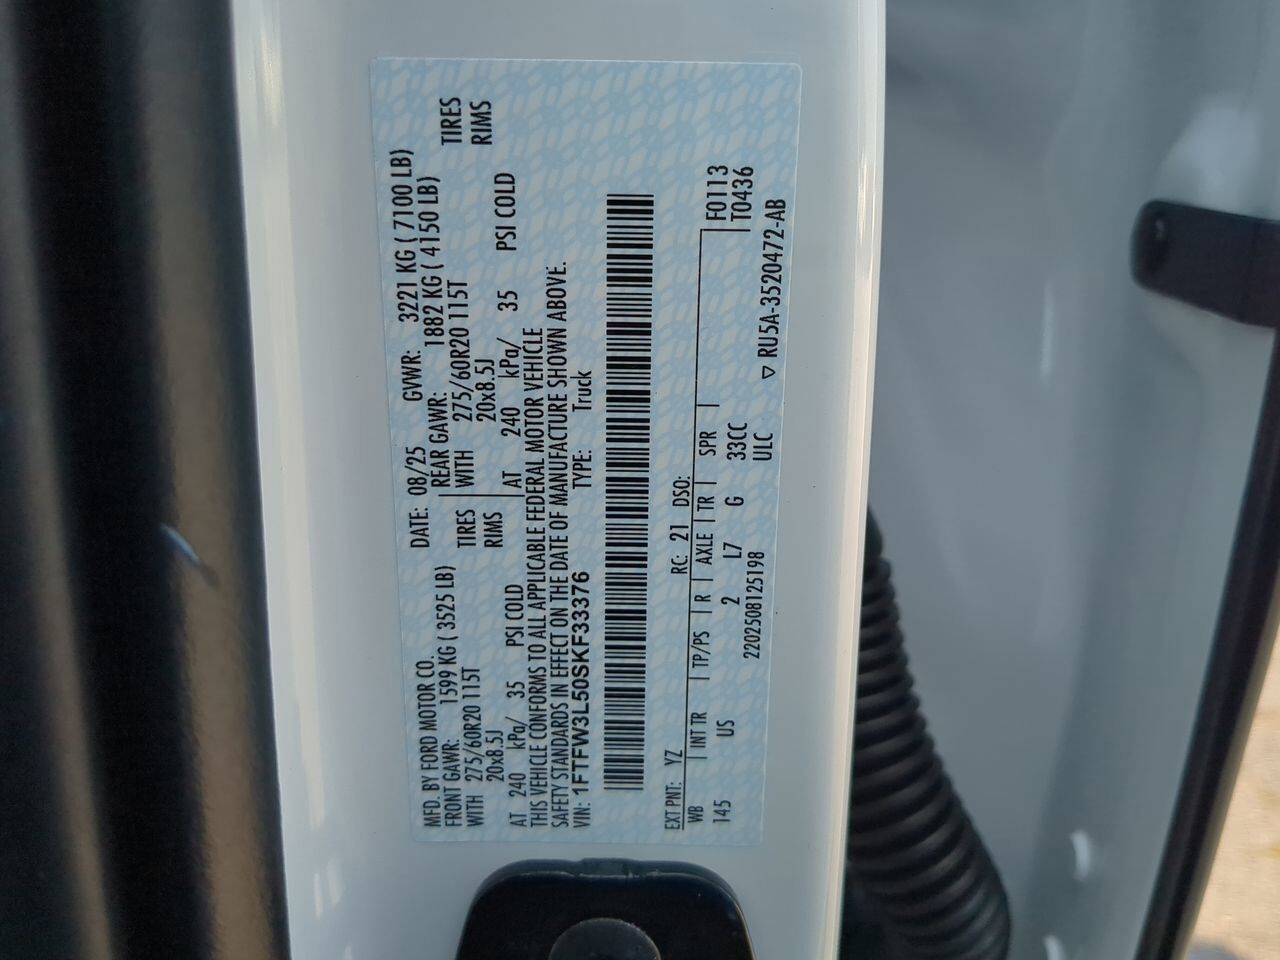 MFD. BY FORD MOTOR CO. DATE: 08/25 GVWR: 3221 KG ( 7100 LB)
FRONT GAWR: 1599 KG ( 3525 LB) REAR GAWR: 1882 KG ( 4150 LB)
WITH 275/60R20 115T TIRES WITH 275/60R20 115T TIRES
20x8.5J RIMS 20x8.5J RIMS
AT 240 kPa/ 35 PSI COLD AT 240 kPa/ 35 PSI COLD
THIS VEHICLE CONFORMS TO ALL APPLICABLE FEDERAL MOTOR VEHICLE
SAFETY STANDARDS IN EFFECT ON THE DATE OF MANUFACTURE SHOWN ABOVE.
VIN: 1FTFW3L50SKF33376 TYPE: Truck
EXT PNT: YZ RC: 21 DSO:
WB INT TR TP/PS R AXLE TR SPR F0113
145 US 2 L7 G 33CC T0436
2202508125198 ULC
▽ RU5A-3520472-AB